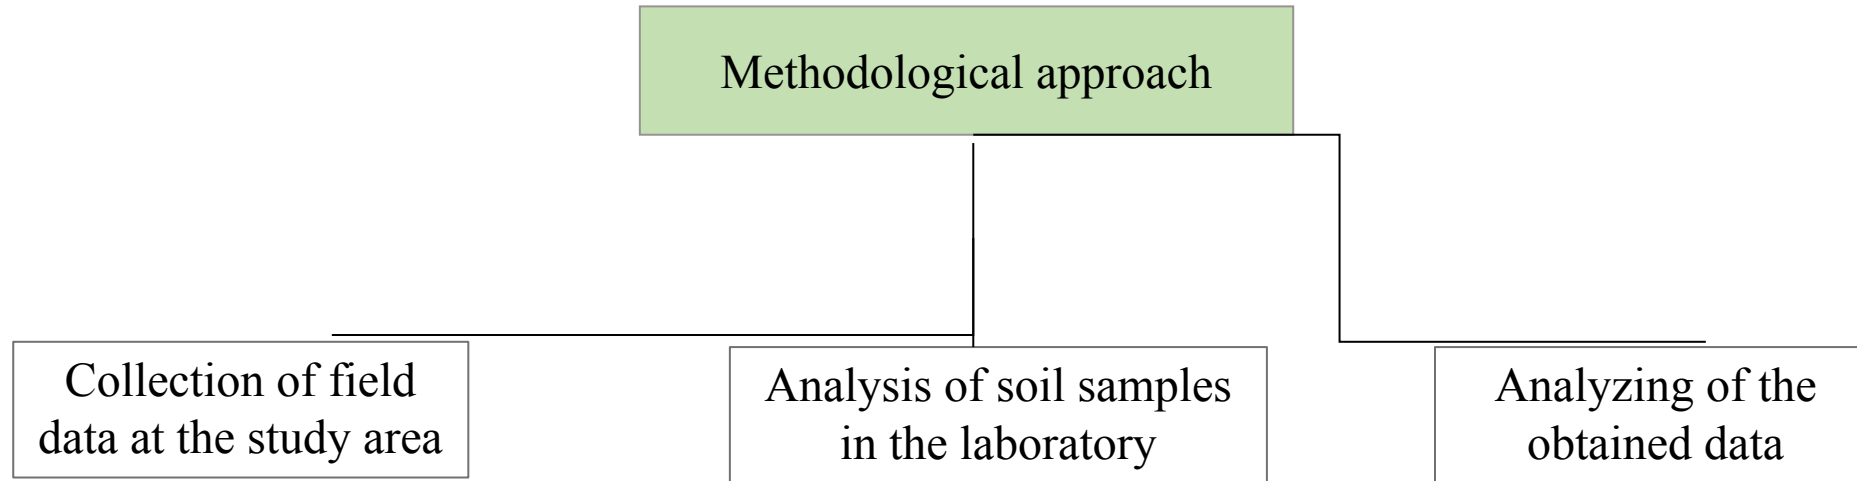 Methodological approach
Collection of field
data at the study area
Analysis of soil samples
in the laboratory
Analyzing of the
obtained data